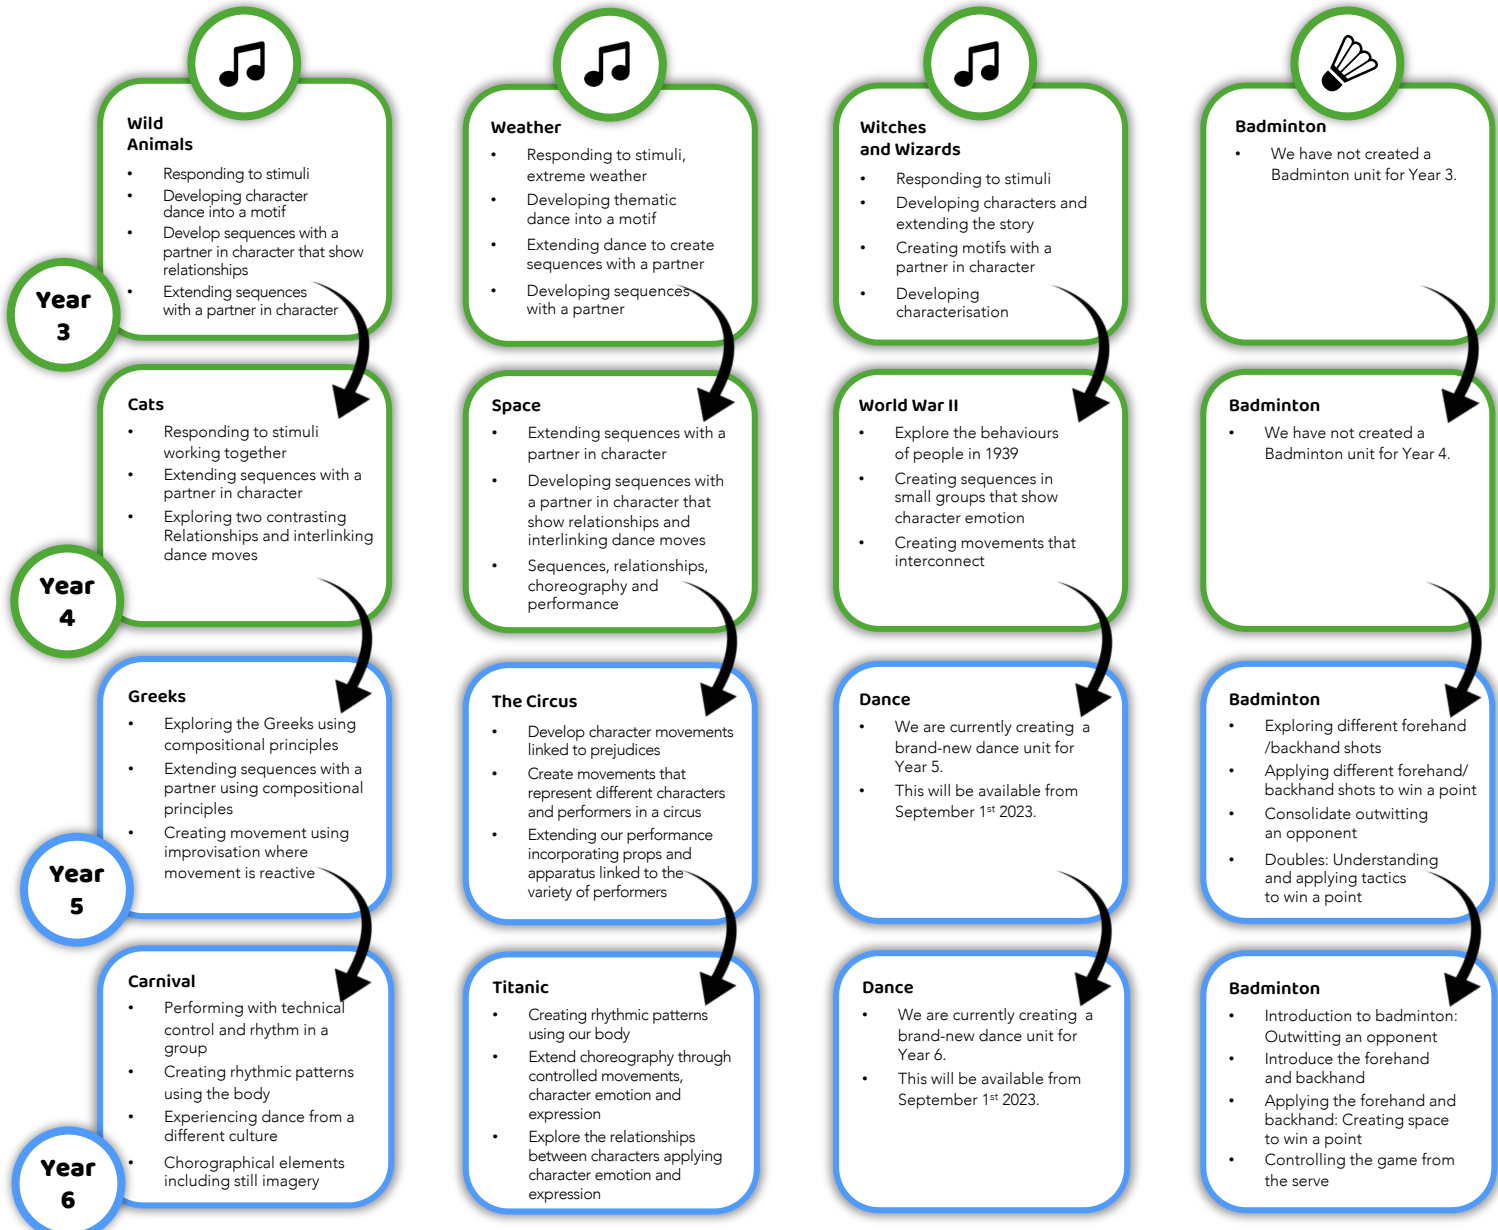 Year
3
Wild
Animals
• Responding to stimuli
• Developing character
dance into a motif
• Develop sequences with a
partner in character that show
relationships
• Extending sequences
with a partner in character
Weather
• Responding to stimuli,
extreme weather
• Developing thematic
dance into a motif
• Extending dance to create
sequences with a partner
• Developing sequences
with a partner
Witches
and Wizards
• Responding to stimuli
• Developing characters and
extending the story
• Creating motifs with a
partner in character
• Developing
characterisation
Badminton
• We have not created a
Badminton unit for Year 3.
Year
4
Cats
• Responding to stimuli
working together
• Extending sequences with a
partner in character
• Exploring two contrasting
Relationships and interlinking
dance moves
Space
• Extending sequences with a
partner in character
• Developing sequences with
a partner in character that
show relationships and
interlinking dance moves
• Sequences, relationships,
choreography and
performance
World War II
• Explore the behaviours
of people in 1939
• Creating sequences in
small groups that show
character emotion
• Creating movements that
interconnect
Badminton
• We have not created a
Badminton unit for Year 4.
Year
5
Greeks
• Exploring the Greeks using
compositional principles
• Extending sequences with a
partner using compositional
principles
• Creating movement using
improvisation where
movement is reactive
The Circus
• Develop character movements
linked to prejudices
• Create movements that
represent different characters
and performers in a circus
• Extending our performance
incorporating props and
apparatus linked to the
variety of performers
Dance
• We are currently creating a
brand-new dance unit for
Year 5.
• This will be available from
September 1st 2023.
Badminton
• Exploring different forehand
/backhand shots
• Applying different forehand/
backhand shots to win a point
• Consolidate outwitting
an opponent
• Doubles: Understanding
and applying tactics
to win a point
Year
6
Carnival
• Performing with technical
control and rhythm in a
group
• Creating rhythmic patterns
using the body
• Experiencing dance from a
different culture
• Chorographical elements
including still imagery
Titanic
• Creating rhythmic patterns
using our body
• Extend choreography through
controlled movements,
character emotion and
expression
• Explore the relationships
between characters applying
character emotion and
expression
Dance
• We are currently creating a
brand-new dance unit for
Year 6.
• This will be available from
September 1st 2023.
Badminton
• Introduction to badminton:
Outwitting an opponent
• Introduce the forehand
and backhand
• Applying the forehand and
backhand: Creating space
to win a point
• Controlling the game from
the serve